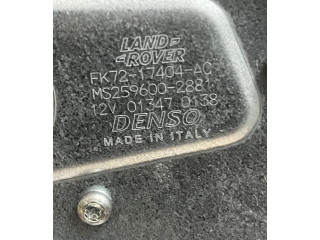 LAND
ROVER
FK72-17404-AC
MS259600-2881
12V 01347 0138
DENSO
MADE IN ITALY